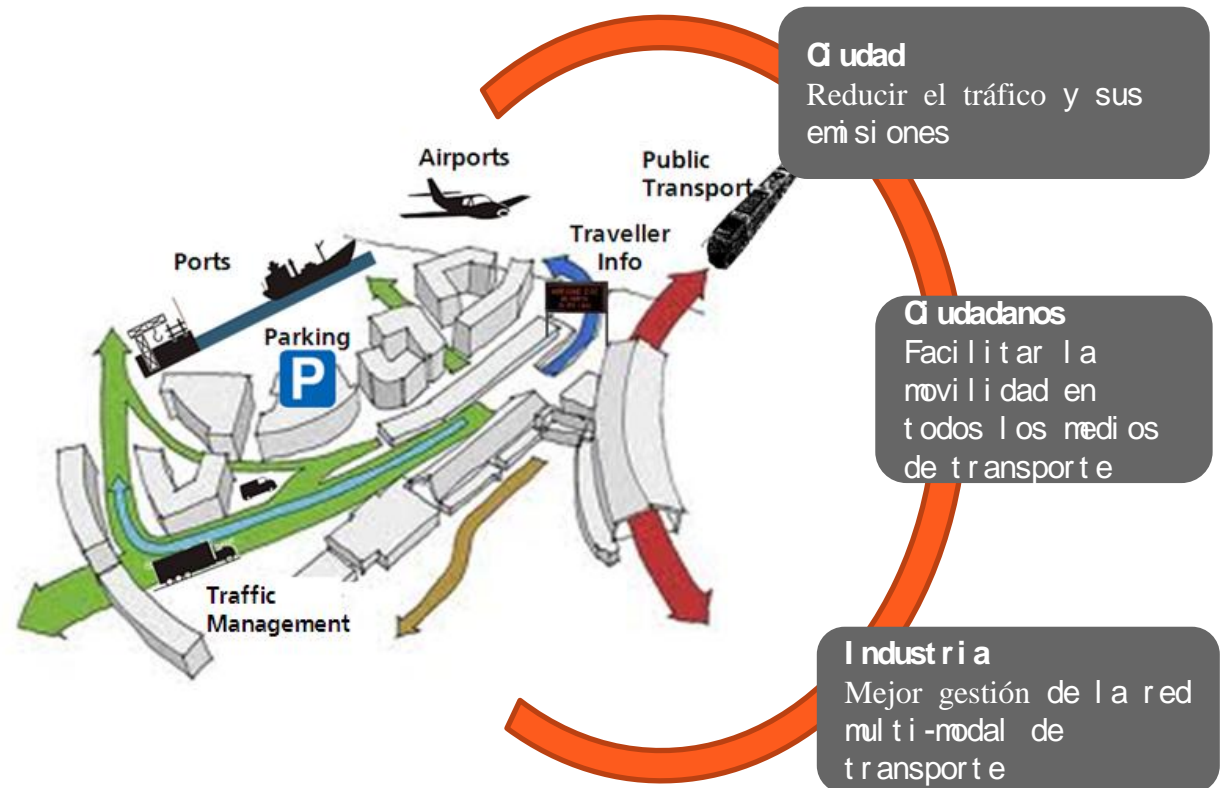 Ciudad
Reducir el tráfico y sus
emisiones
Airports
Public
Transport
Traveller
Info
Ports
Parking
P
Ciudadanos
Facilitar la
movilidad en
todos los medios
de transporte
Traffic
Management
Industria
Mejor gestión de la red
multi-modal de
transporte